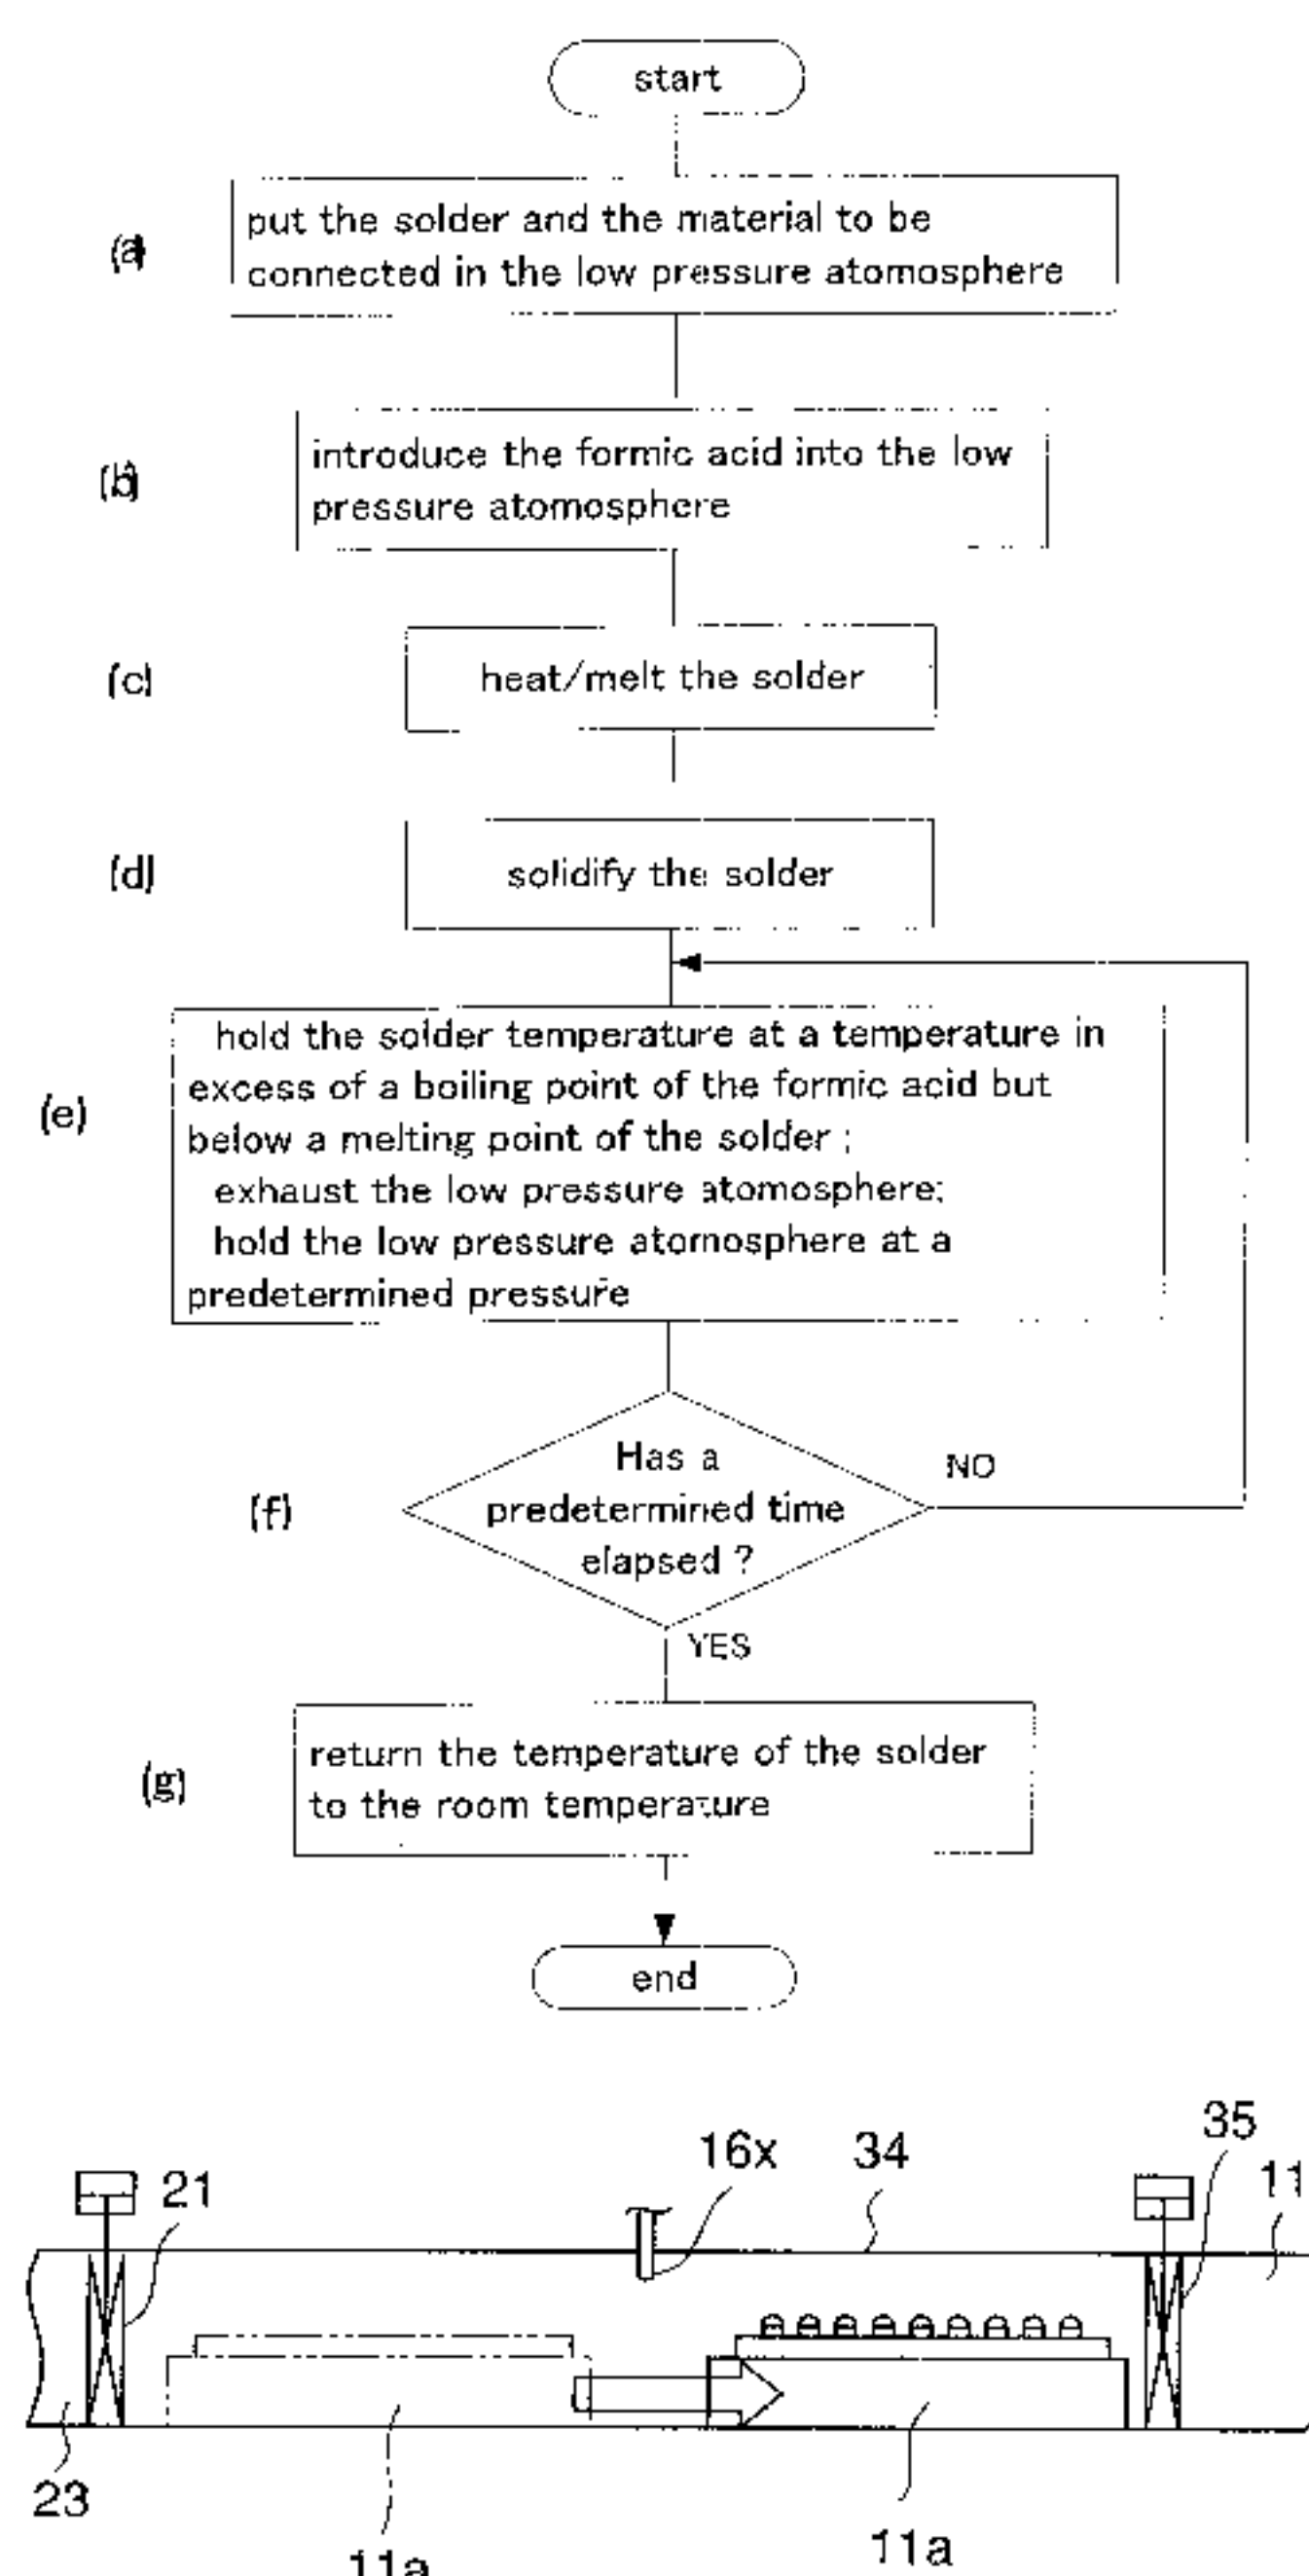 start
(a)
put the solder and the material to be
connected in the low pressure atomosphere
(b)
introduce the formic acid into the low
pressure atomosphere
(c)
heat/melt the solder
(d)
solidify the solder
(e)
hold the solder temperature at a temperature in
excess of a boiling point of the formic acid but
below a melting point of the solder ;
exhaust the low pressure atomosphere;
hold the low pressure atomosphere at a
predetermined pressure
(f)
Has a
predetermined time
elapsed ?
NO
YES
(g)
return the temperature of the solder
to the room temperature
end
35
16x
34
11
21
23
11a
11a